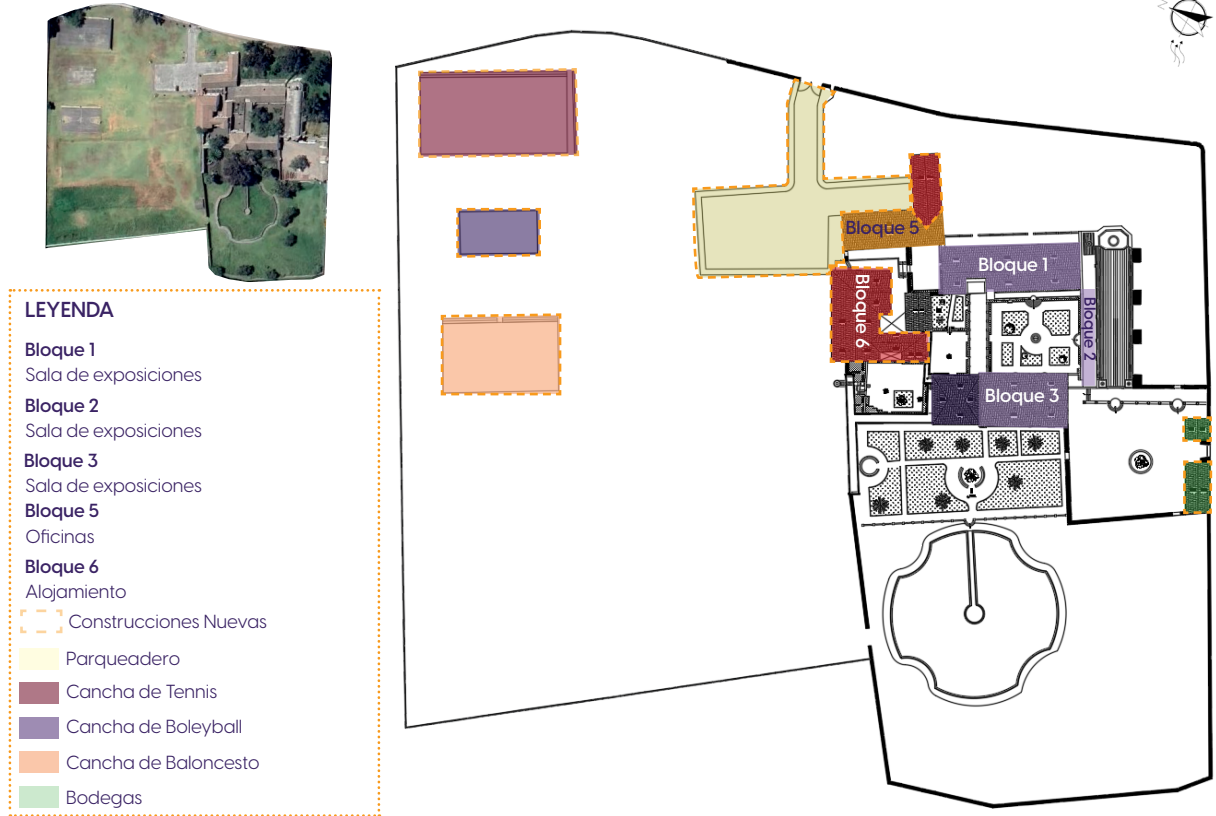 N
Bloque 5
Bloque 1
Bloque 6
Bloque 2
Bloque 3
LEYENDA
Bloque 1
Sala de exposiciones
Bloque 2
Sala de exposiciones
Bloque 3
Sala de exposiciones
Bloque 5
Oficinas
Bloque 6
Alojamiento
Construcciones Nuevas
Parqueadero
Cancha de Tennis
Cancha de Boleyball
Cancha de Baloncesto
Bodegas